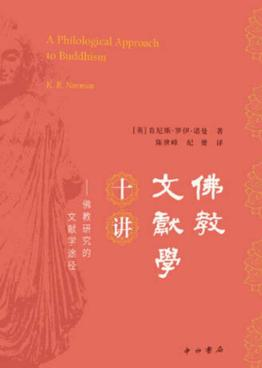 A Philological Approach
to Buddhism
K. R. Norman
[英] 肯尼斯·罗伊·诺曼 著
陈世峰 纪赟 译
佛教
文獻學
十讲
——佛教研究的
文献学途径
中西書局